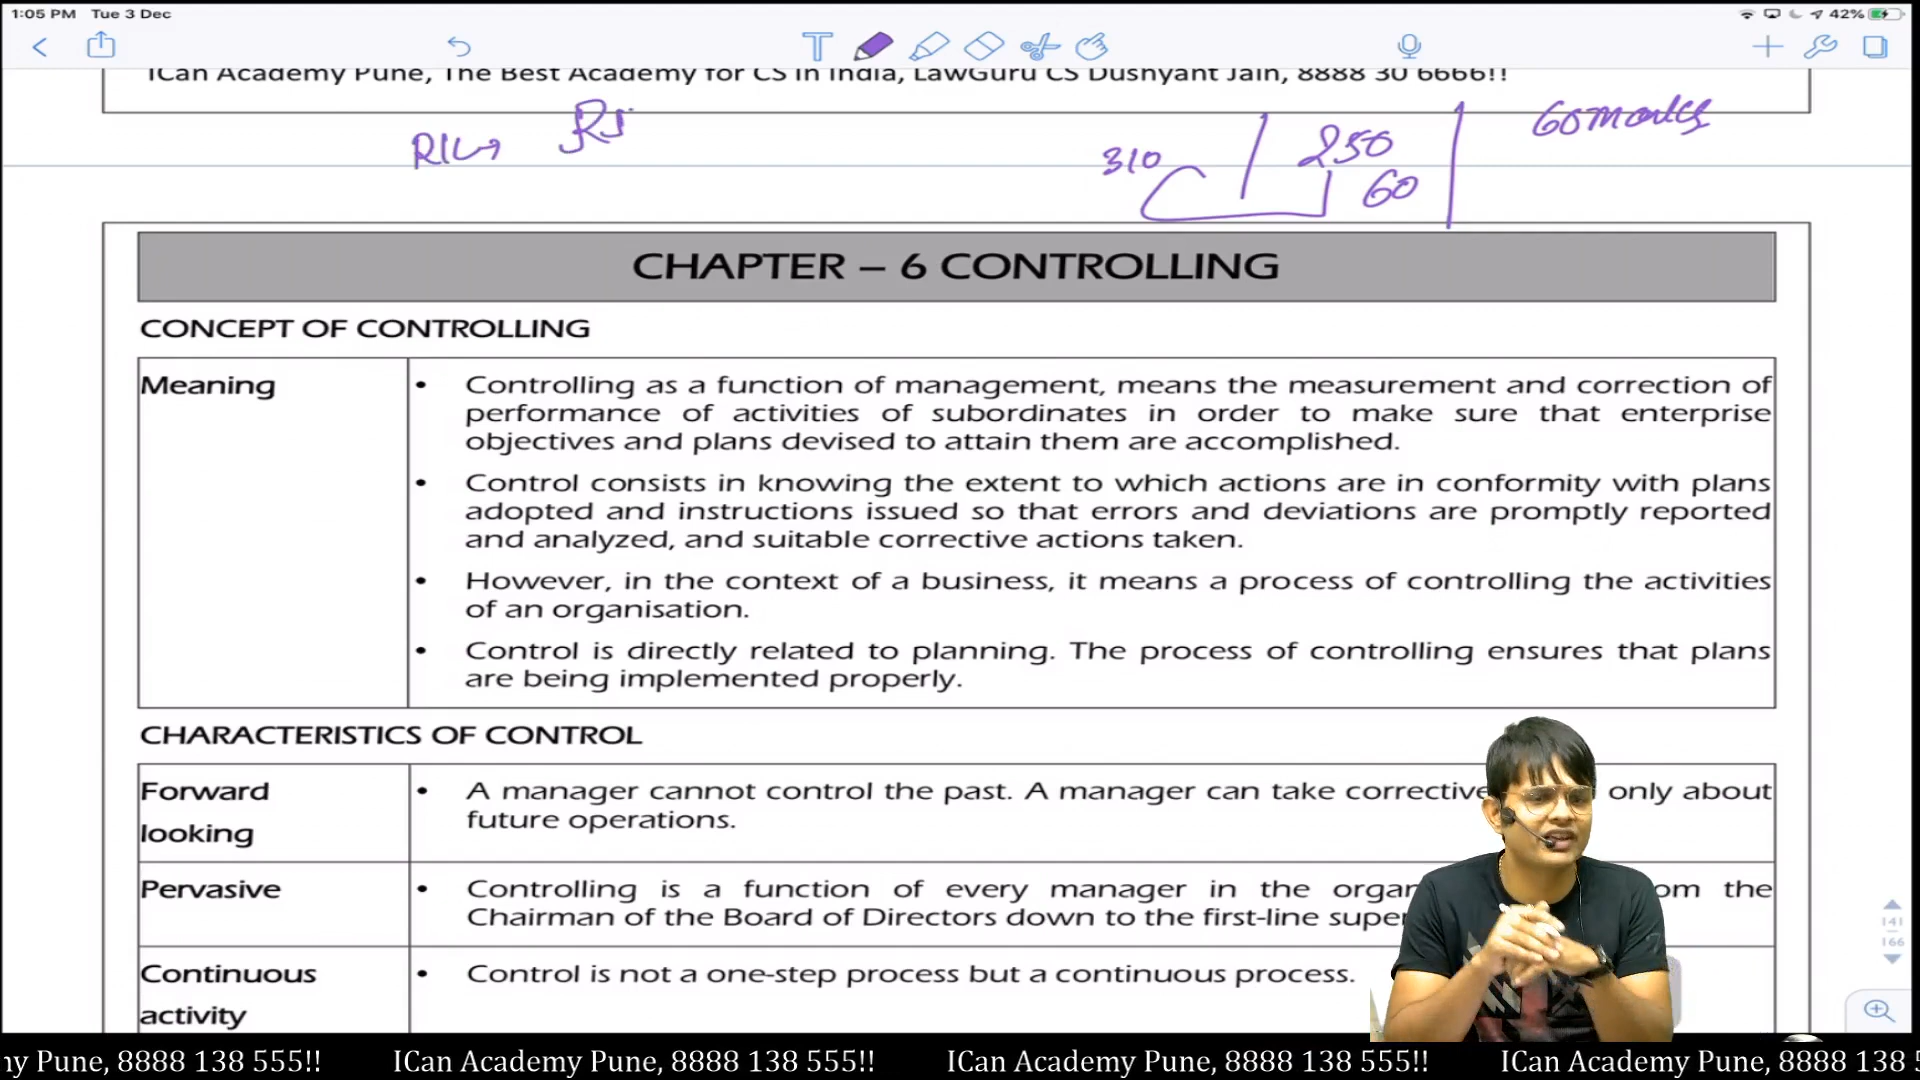 1:05 PM Tue 3 Dec
42%
ICan Academy Pune, The Best Academy for CS in India, LawGuru CS Dushyant Jain, 8888 30 6666!!
RIL→
310
250
60
60 marks
CHAPTER – 6 CONTROLLING
CONCEPT OF CONTROLLING
Meaning
• Controlling as a function of management, means the measurement and correction of
performance of activities of subordinates in order to make sure that enterprise
objectives and plans devised to attain them are accomplished.
• Control consists in knowing the extent to which actions are in conformity with plans
adopted and instructions issued so that errors and deviations are promptly reported
and analyzed, and suitable corrective actions taken.
• However, in the context of a business, it means a process of controlling the activities
of an organisation.
• Control is directly related to planning. The process of controlling ensures that plans
are being implemented properly.
CHARACTERISTICS OF CONTROL
Forward
looking
• A manager cannot control the past. A manager can take corrective only about
future operations.
Pervasive
• Controlling is a function of every manager in the the
Chairman of the Board of Directors down to the first-line
Continuous
activity
• Control is not a one-step process but a continuous process.
141
166
ny Pune, 8888 138 555!! ICan Academy Pune, 8888 138 555!! ICan Academy Pune, 8888 138 555!! ICan Academy Pune, 8888 138 5